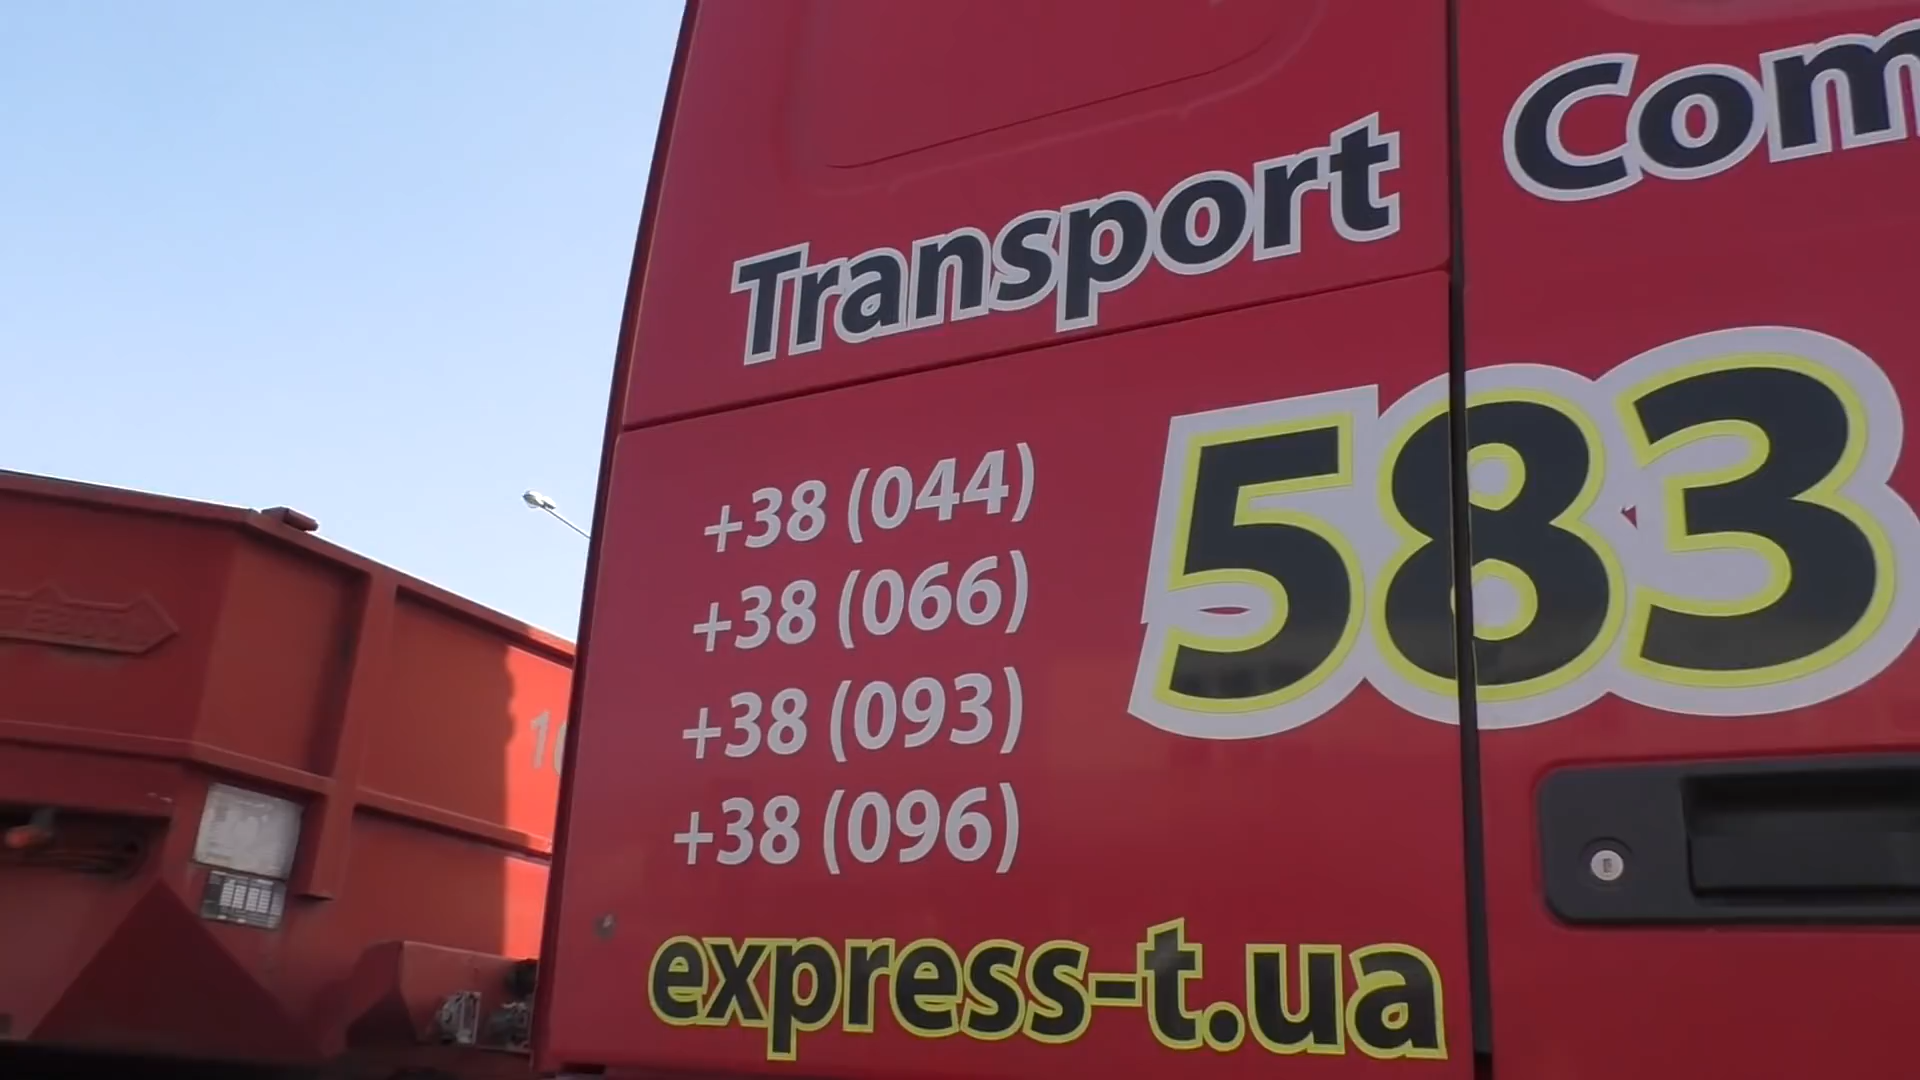 Transport Com
+38 (044)
+38 (066)
+38 (093)
+38 (096)
583
express-t.ua